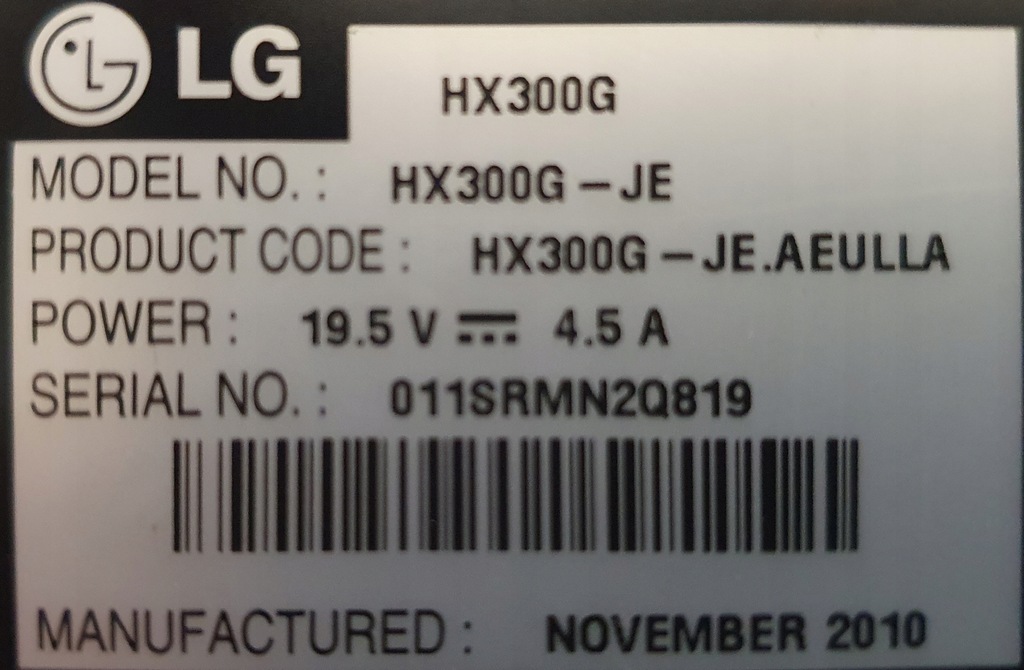 LG
HX300G
MODEL NO. : HX300G-JE
PRODUCT CODE : HX300G-JE.AEULLA
POWER : 19.5 V ⎓ 4.5 A
SERIAL NO. : 011SRMN2Q819
MANUFACTURED : NOVEMBER 2010